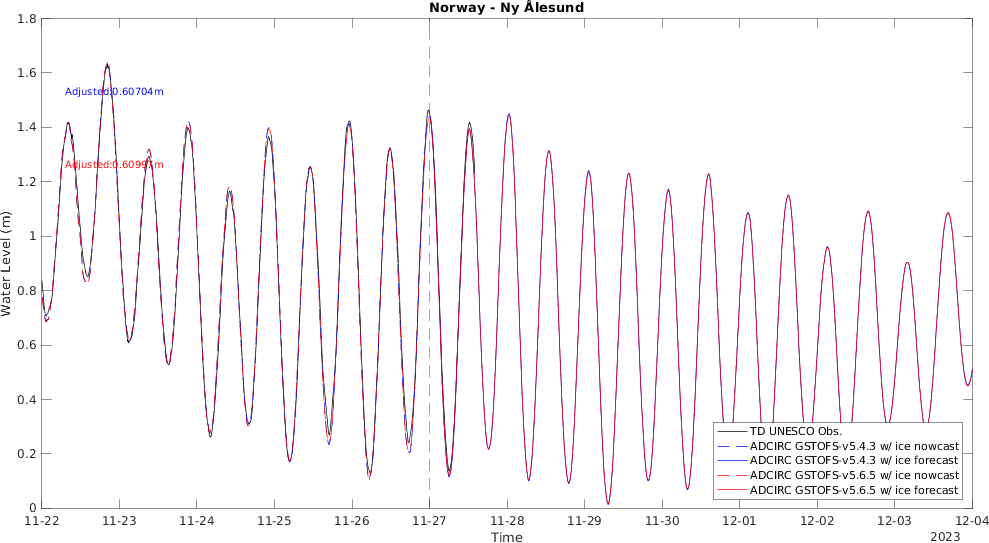 Norway - Ny Ålesund
1.8
1.6
1.4
1.2
1
0.8
0.6
0.4
0.2
0
Water Level (m)
Adjusted:0.60704m
Adjusted:0.60997m
TD UNESCO Obs.
ADCIRC GSTOFS-v5.4.3 w/ ice nowcast
ADCIRC GSTOFS-v5.4.3 w/ ice forecast
ADCIRC GSTOFS-v5.6.5 w/ ice nowcast
ADCIRC GSTOFS-v5.6.5 w/ ice forecast
11-22 11-23 11-24 11-25 11-26 11-27 11-28 11-29 11-30 12-01 12-02 12-03 12-04
Time
2023